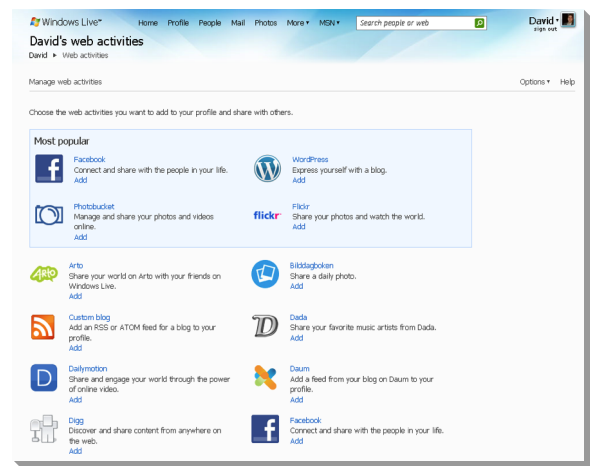 Windows Live™ Home Profile People Mail Photos More ▾ MSN ▾ Search people or web David ▾
sign out
David's web activities
David ▸ Web activities
Manage web activities Options ▾ Help
Choose the web activities you want to add to your profile and share with others.
Most popular
Facebook
Connect and share with the people in your life.
Add
WordPress
Express yourself with a blog.
Add
Photobucket
Manage and share your photos and videos
online.
Add
flickr
Flickr
Share your photos and watch the world.
Add
ARTO
Arto
Share your world on Arto with your friends on
Windows Live.
Add
Bilddagboken
Share a daily photo.
Add
Custom blog
Add an RSS or ATOM feed for a blog to your
profile.
Add
D
Dada
Share your favorite music artists from Dada.
Add
D
Dailymotion
Share and engage your world through the power
of online video.
Add
Daum
Add a feed from your blog on Daum to your
profile.
Add
Digg
Discover and share content from anywhere on
the web.
Add
Facebook
Connect and share with the people in your life.
Add